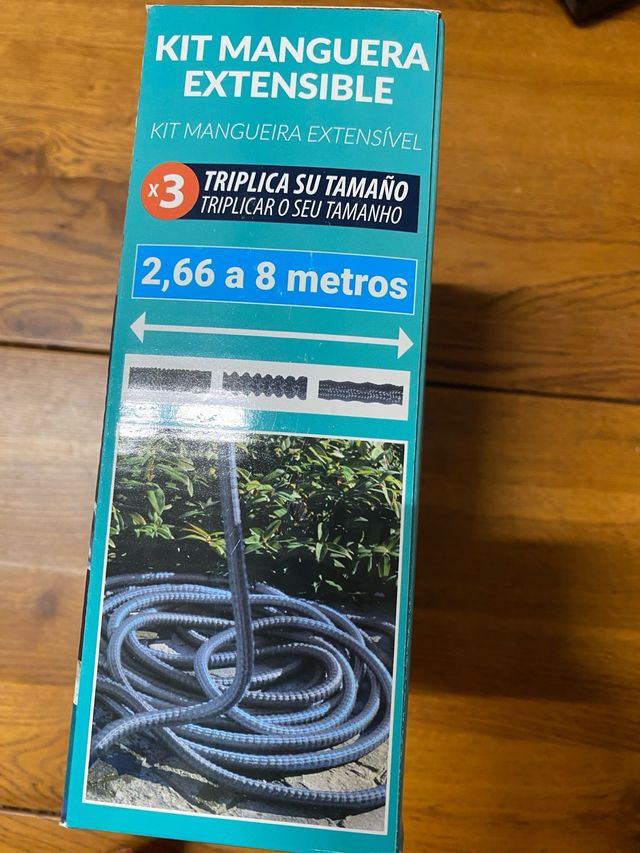 KIT MANGUERA
EXTENSIBLE
KIT MANGUEIRA EXTENSÍVEL
x3 TRIPLICA SU TAMAÑO
TRIPLICAR O SEU TAMANHO
2,66 a 8 metros